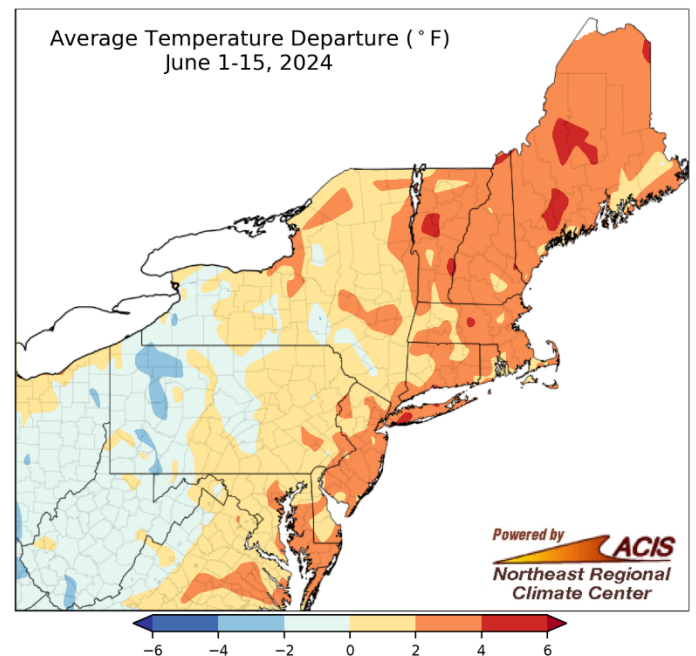 Average Temperature Departure (°F)
June 1-15, 2024
Powered by
ACIS
Northeast Regional
Climate Center
−6 −4 −2 0 2 4 6